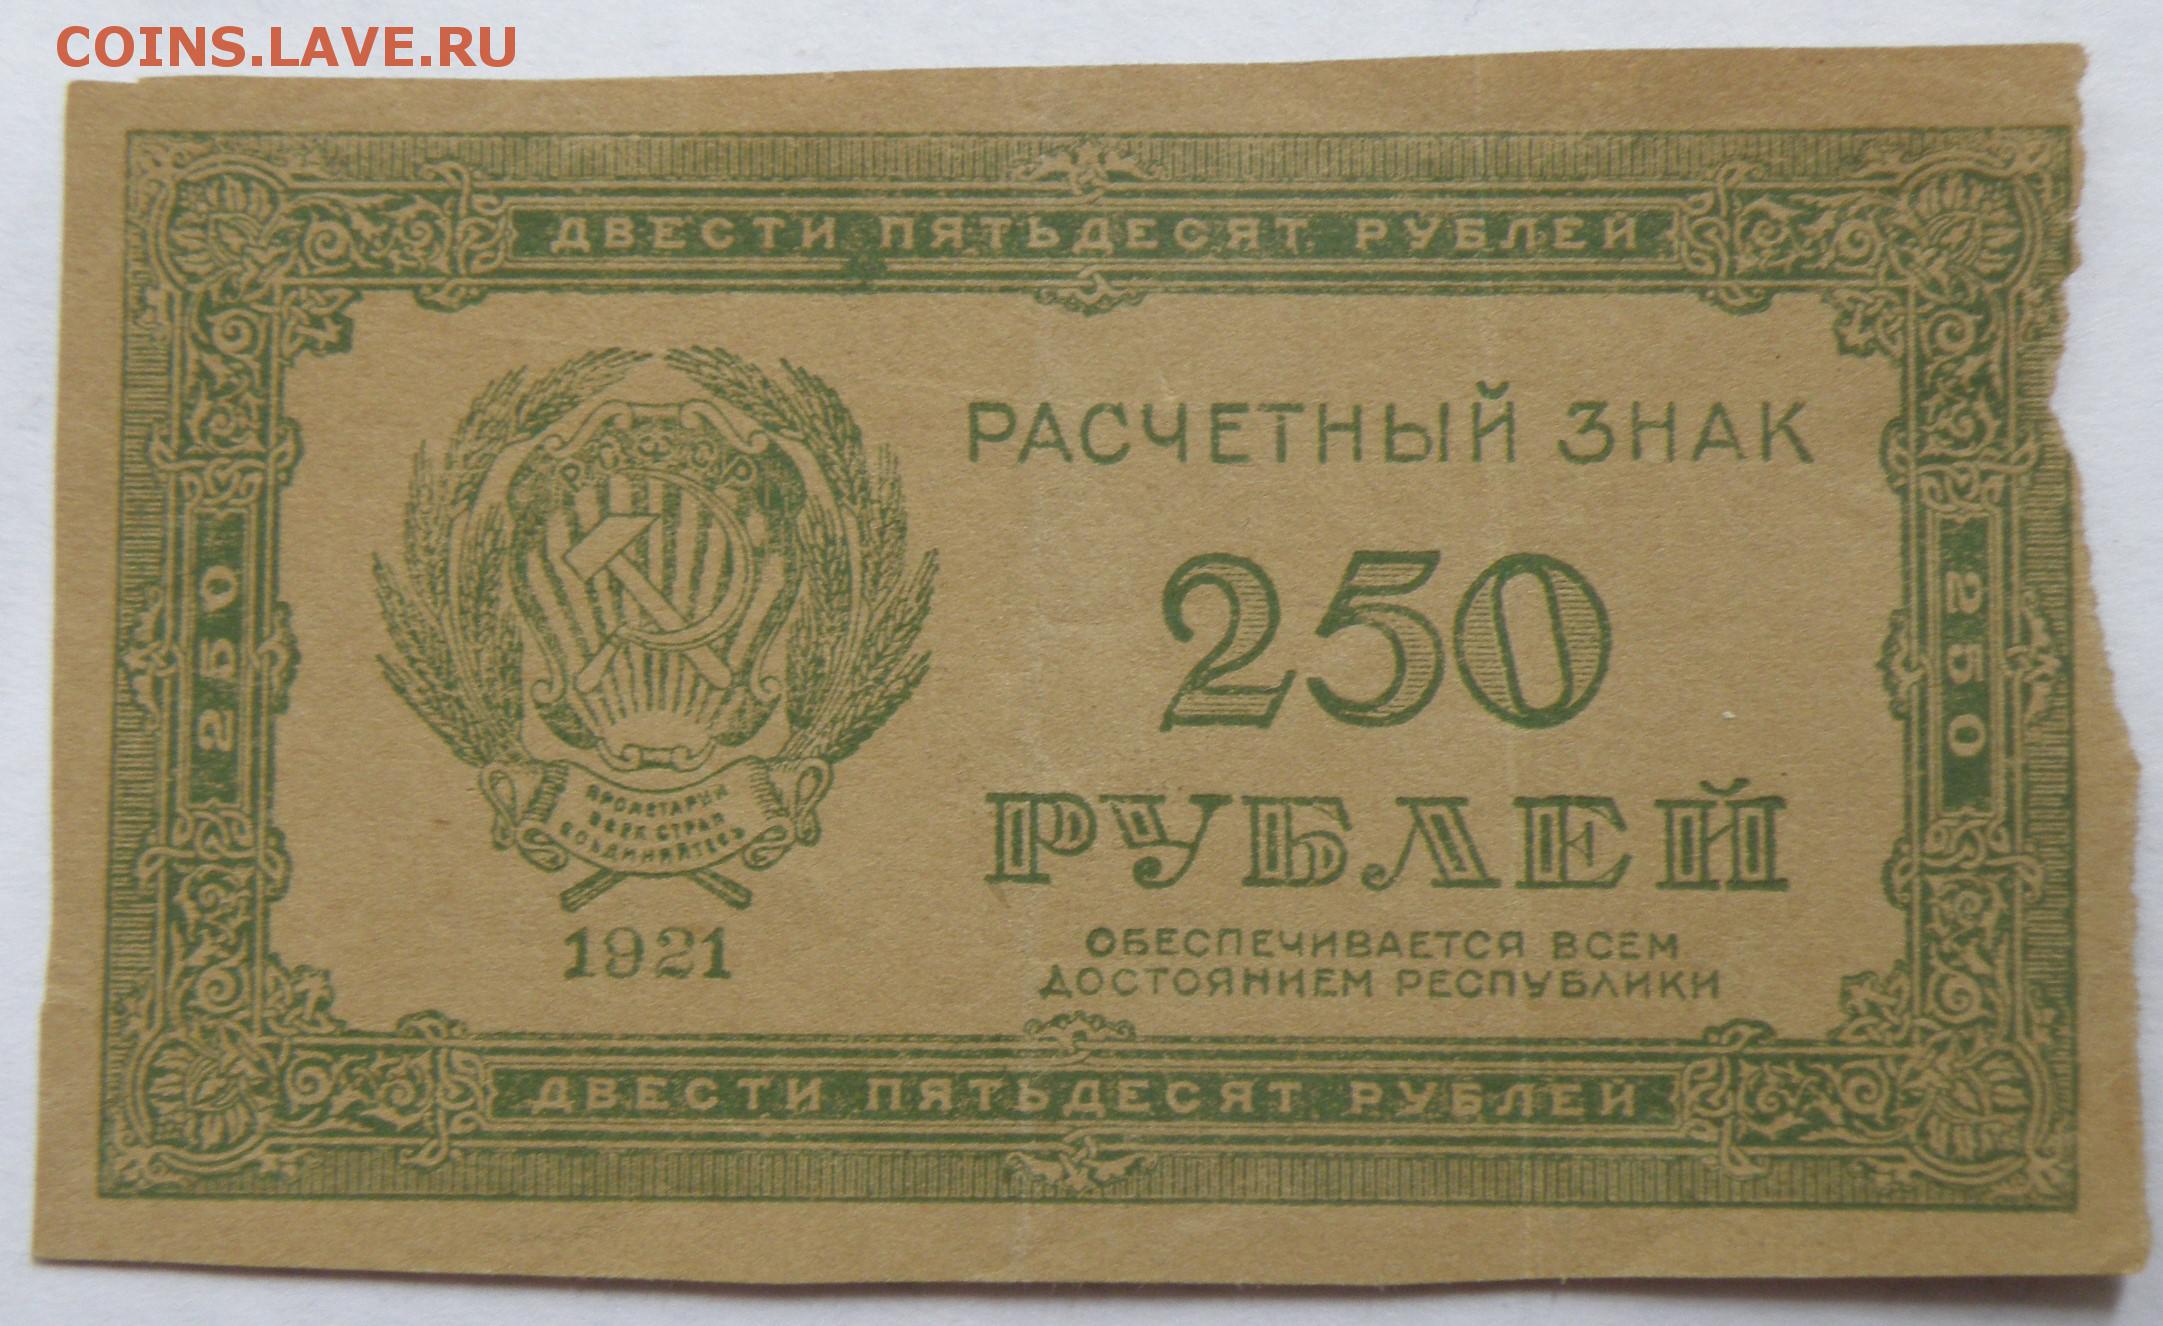 COINS.LAVE.RU
ДВЕСТИ ПЯТЬДЕСЯТ РУБЛЕЙ
РСФСР
РАСЧЕТНЫЙ ЗНАК
250
250
250
РУБЛЕЙ
ПРОЛЕТАРИИ
ВСЕХ СТРАН
СОЕДИНЯЙТЕСЬ
1921
ОБЕСПЕЧИВАЕТСЯ ВСЕМ
ДОСТОЯНИЕМ РЕСПУБЛИКИ
ДВЕСТИ ПЯТЬДЕСЯТ РУБЛЕЙ